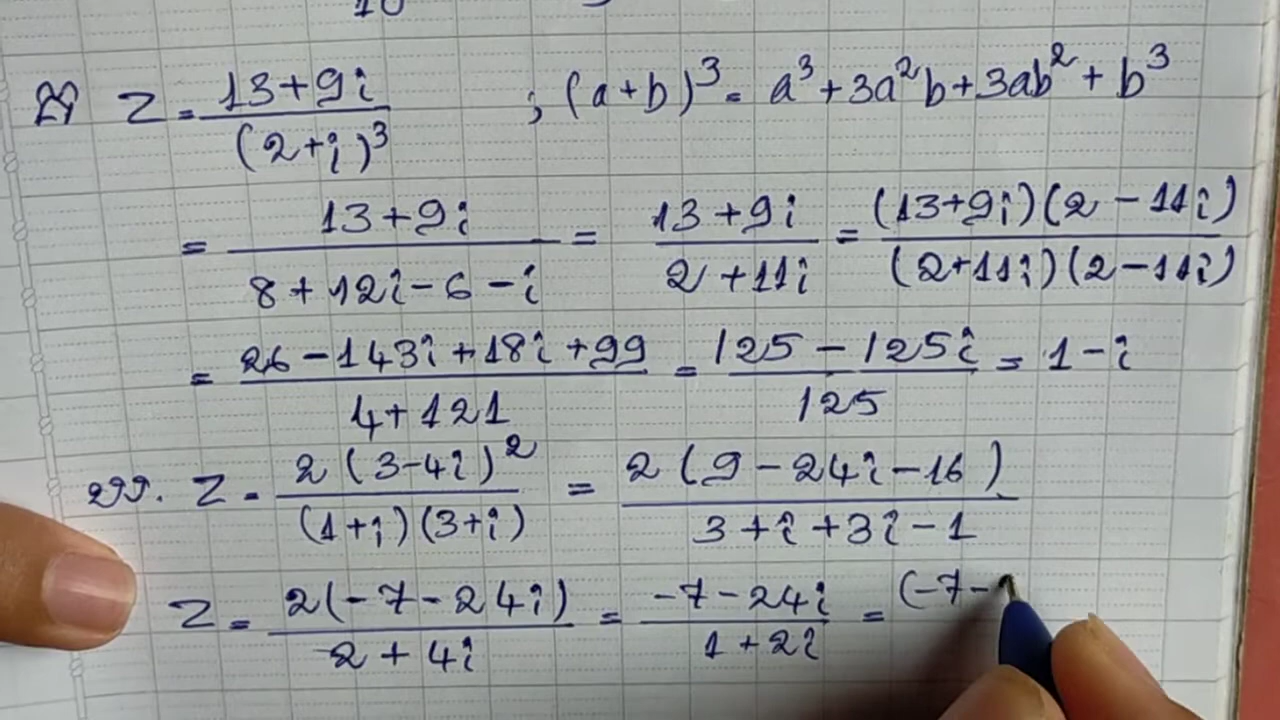 10
Z = 13+9i / (2+i)³ ; (a+b)³ = a³+3a²b+3ab²+b³
= 13+9i / 8+12i-6-i = 13+9i / 2+11i = (13+9i)(2-11i) / (2+11i)(2-11i)
= 26-143i+18i+99 / 4+121 = 125-125i / 125 = 1-i
Z = 2(3-4i)² / (1+i)(3+i) = 2(9-24i-16) / 3+i+3i-1
Z = 2(-7-24i) / 2+4i = -7-24i / 1+2i = (-7-